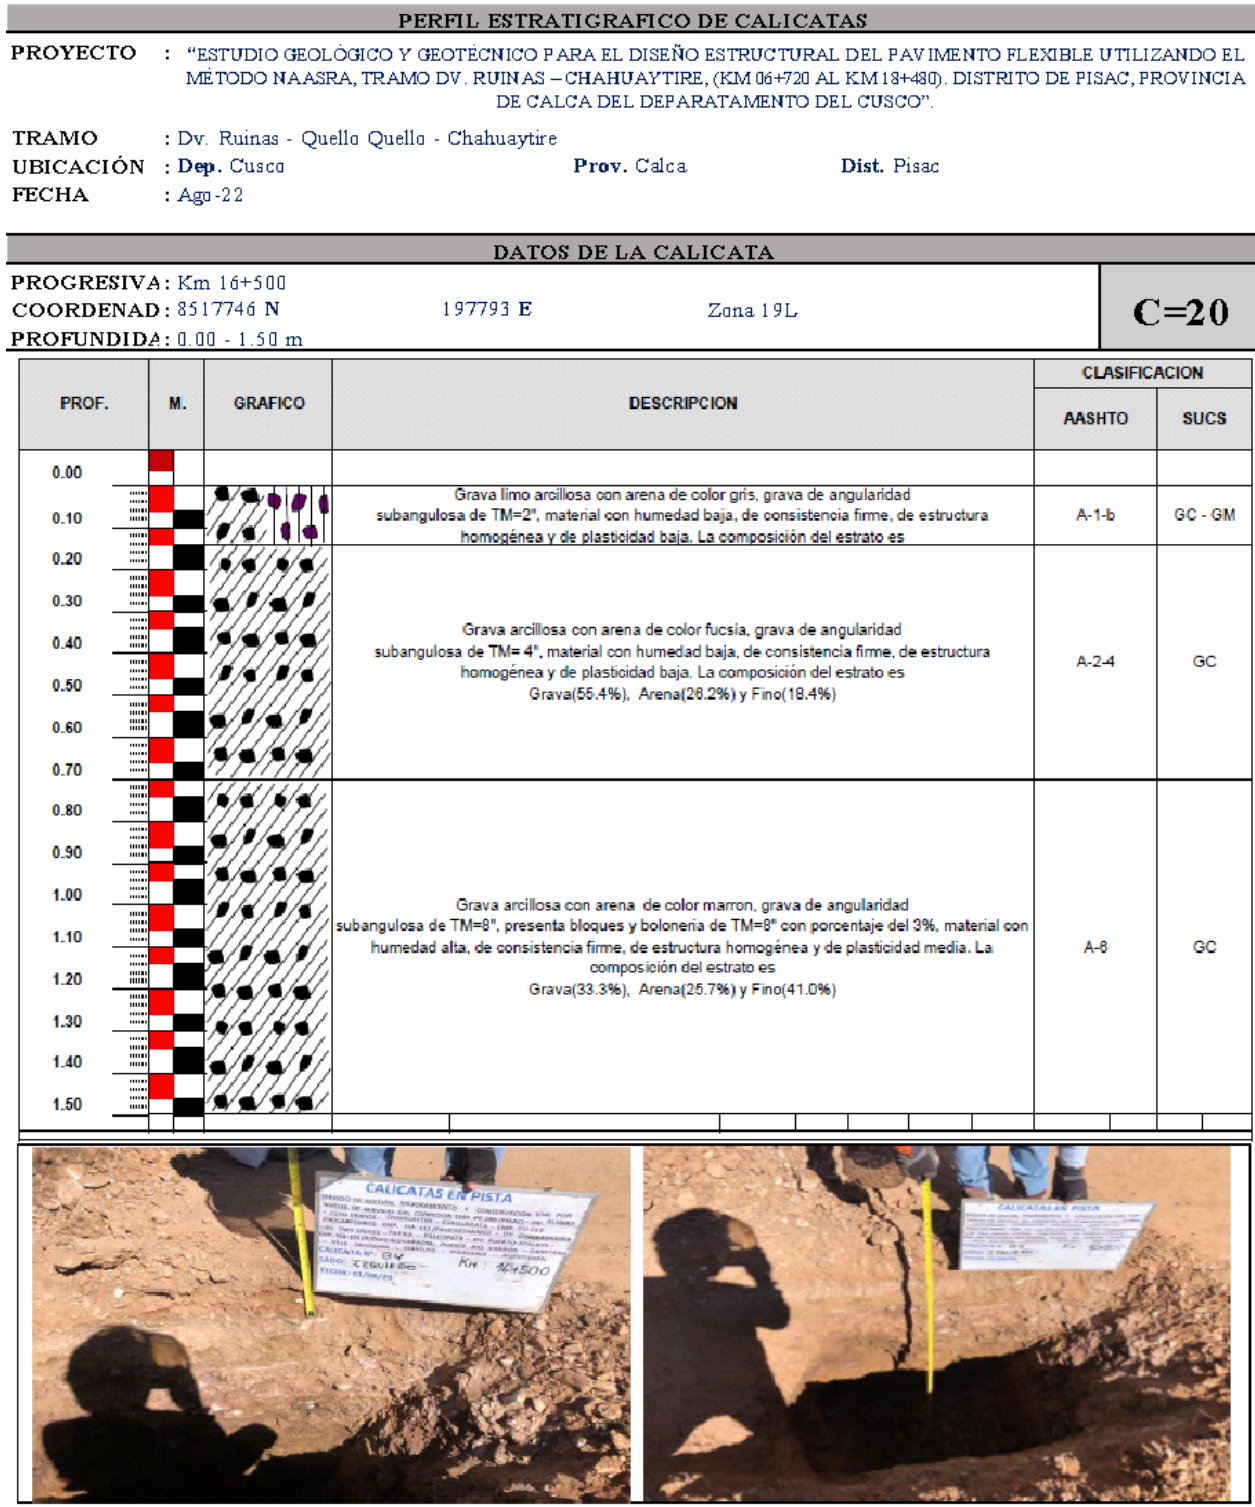 PERFIL ESTRATIGRAFICO DE CALICATAS
PROYECTO : “ESTUDIO GEOLÓGICO Y GEOTÉCNICO PARA EL DISEÑO ESTRUCTURAL DEL PAVIMENTO FLEXIBLE UTILIZANDO EL
MÉTODO NAASRA, TRAMO DV. RUINAS – CHAHUAYTIRE, (KM 06+720 AL KM 18+480). DISTRITO DE PISAC, PROVINCIA
DE CALCA DEL DEPARATAMENTO DEL CUSCO”.
TRAMO : Dv. Ruinas - Quello Quello - Chahuaytire
UBICACIÓN : Dep. Cusco Prov. Calca Dist. Pisac
FECHA : Ago-22
DATOS DE LA CALICATA
PROGRESIVA: Km 16+500
COORDENAD: 8517746 N 197793 E Zona 19L
PROFUNDIDA: 0.00 - 1.50 m
C=20
PROF. M. GRAFICO DESCRIPCION CLASIFICACION
AASHTO SUCS
0.00
0.10
0.20
0.30
0.40
0.50
0.60
0.70
0.80
0.90
1.00
1.10
1.20
1.30
1.40
1.50
Grava limo arcillosa con arena de color gris, grava de angularidad
subangulosa de TM=2", material con humedad baja, de consistencia firme, de estructura
homogénea y de plasticidad baja. La composición del estrato es
A-1-b GC - GM
Grava arcillosa con arena de color fucsia, grava de angularidad
subangulosa de TM= 4", material con humedad baja, de consistencia firme, de estructura
homogénea y de plasticidad baja. La composición del estrato es
Grava(55.4%), Arena(26.2%) y Fino(18.4%)
A-2-4 GC
Grava arcillosa con arena de color marron, grava de angularidad
subangulosa de TM=8", presenta bloques y boloneria de TM=8" con porcentaje del 3%, material con
humedad alta, de consistencia firme, de estructura homogénea y de plasticidad media. La
composición del estrato es
Grava(33.3%), Arena(25.7%) y Fino(41.0%)
A-6 GC
CALICATAS EN PISTA
CALICATA N°
LADO: IZQUIERDO KM: 16+500
FECHA:
CALICATAS EN PISTA